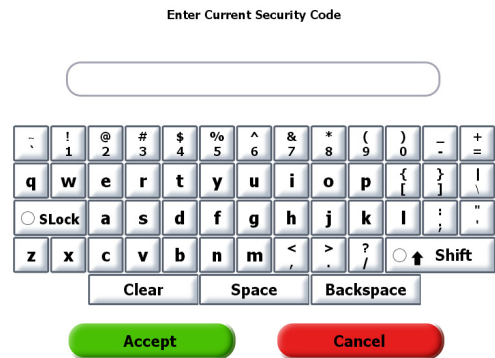 Enter Current Security Code
~ ! @ # $ % ^ & * ( ) _ +
` 1 2 3 4 5 6 7 8 9 0 - =
q w e r t y u i o p { } |
[ ] \
SLock a s d f g h j k l : "
; '
z x c v b n m < > ? Shift
, . /
Clear Space Backspace
Accept Cancel